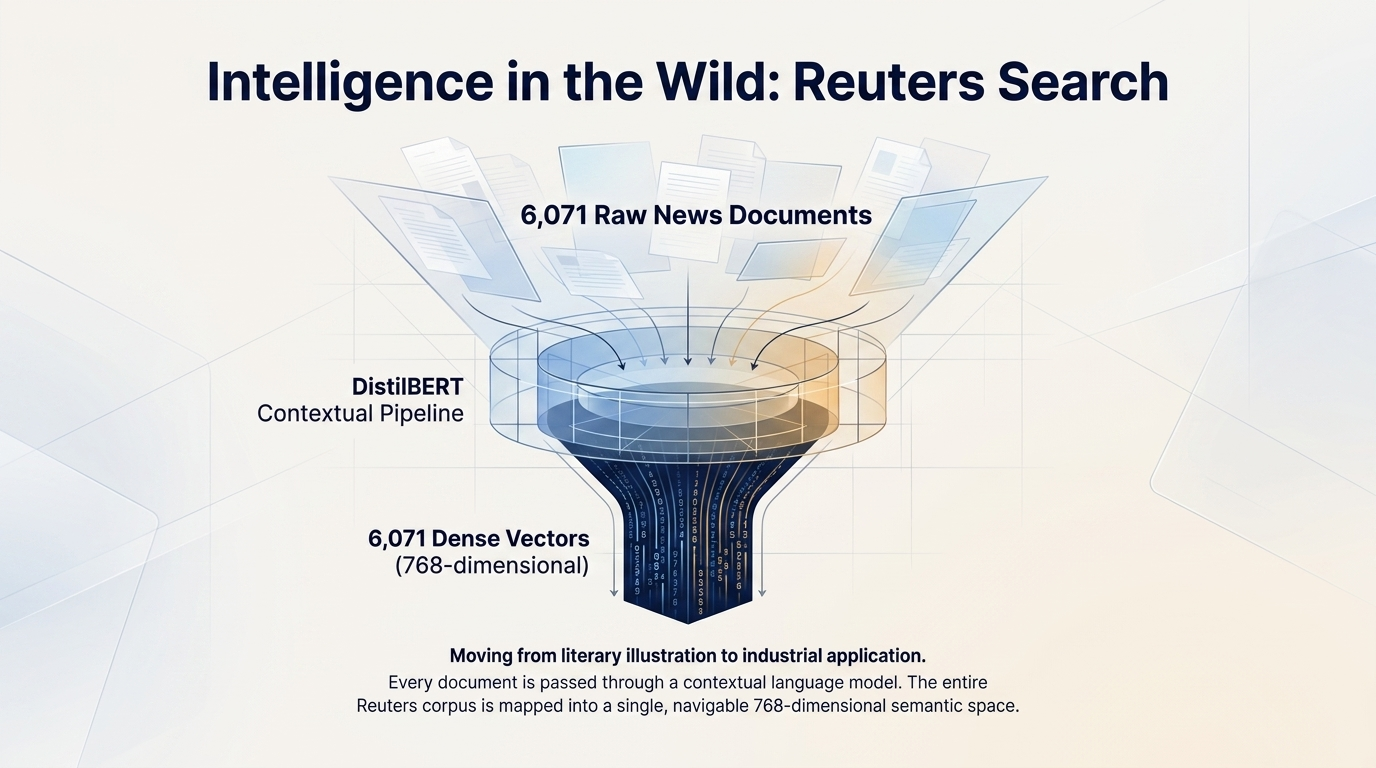 Intelligence in the Wild: Reuters Search
6,071 Raw News Documents
DistilBERT
Contextual Pipeline
6,071 Dense Vectors
(768-dimensional)
Moving from literary illustration to industrial application.
Every document is passed through a contextual language model. The entire
Reuters corpus is mapped into a single, navigable 768-dimensional semantic space.